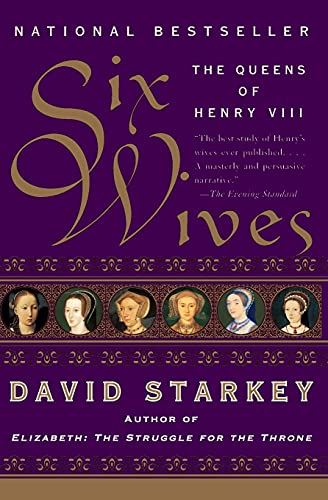 NATIONAL BESTSELLER
Six
Wives
THE QUEENS
OF
HENRY VIII
"The best study of Henry's
wives ever published. . . .
A masterly and persuasive
narrative."
—The Evening Standard
DAVID STARKEY
AUTHOR OF
ELIZABETH: THE STRUGGLE FOR THE THRONE